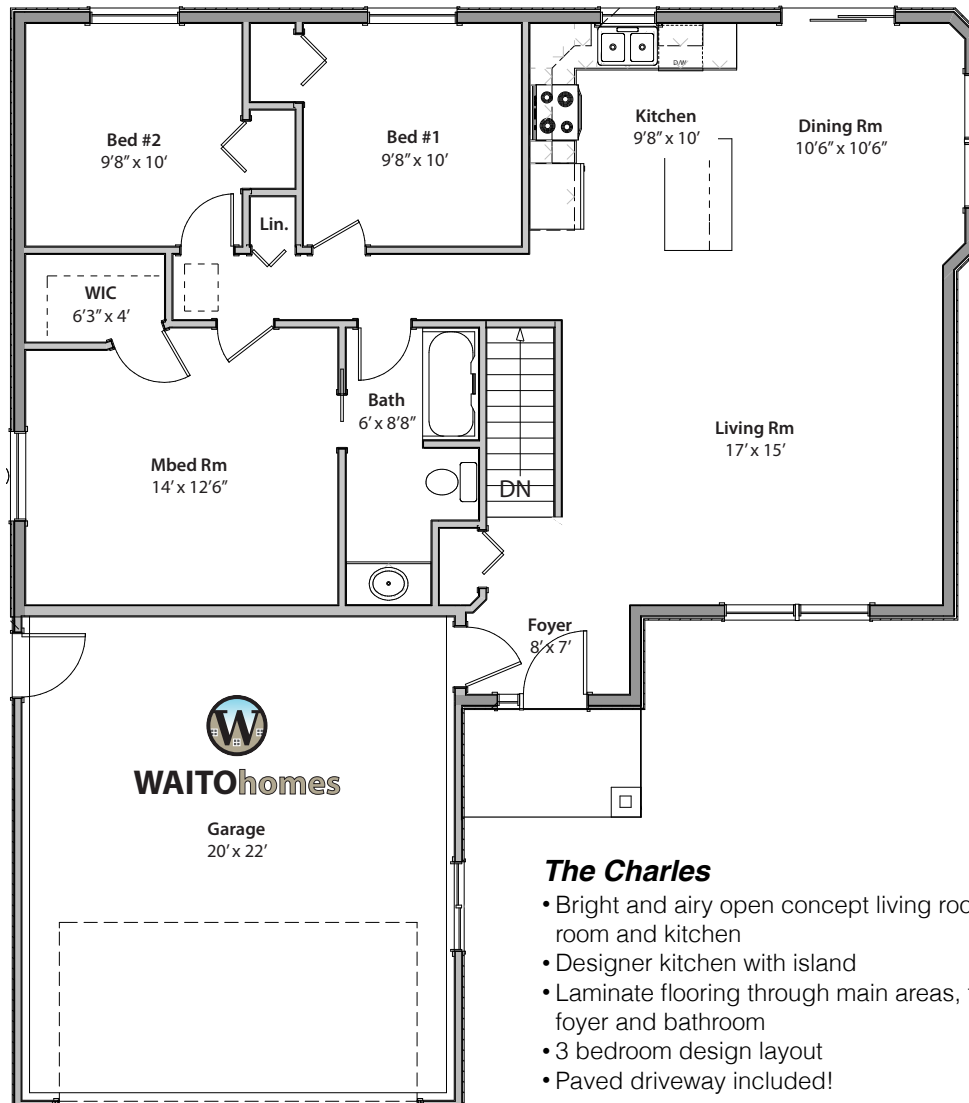 Bed #2
9'8" x 10'
Bed #1
9'8" x 10'
D/W
Kitchen
9'8" x 10'
Dining Rm
10'6" x 10'6"
Lin.
WIC
6'3" x 4'
Bath
6' x 8'8"
Mbed Rm
14' x 12'6"
DN
Living Rm
17' x 15'
Foyer
8' x 7'
W
WAITOhomes
Garage
20' x 22'
The Charles
• Bright and airy open concept living roo
room and kitchen
• Designer kitchen with island
• Laminate flooring through main areas,
foyer and bathroom
• 3 bedroom design layout
• Paved driveway included!